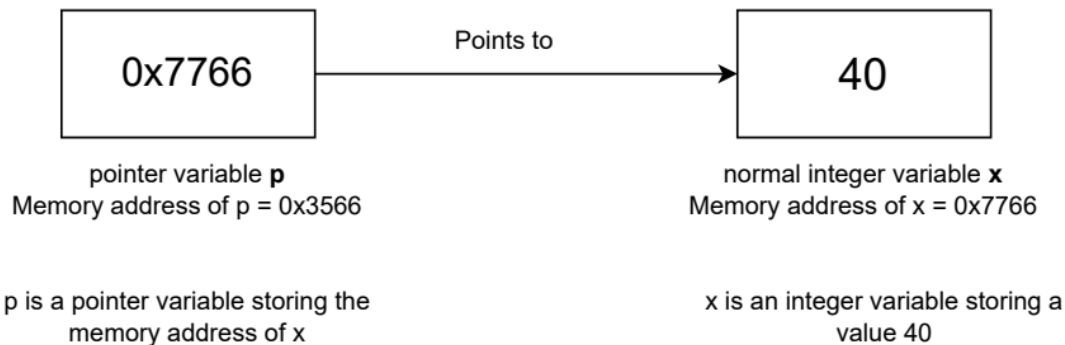 0x7766
Points to
40
pointer variable p
Memory address of p = 0x3566
normal integer variable x
Memory address of x = 0x7766
p is a pointer variable storing the
memory address of x
x is an integer variable storing a
value 40